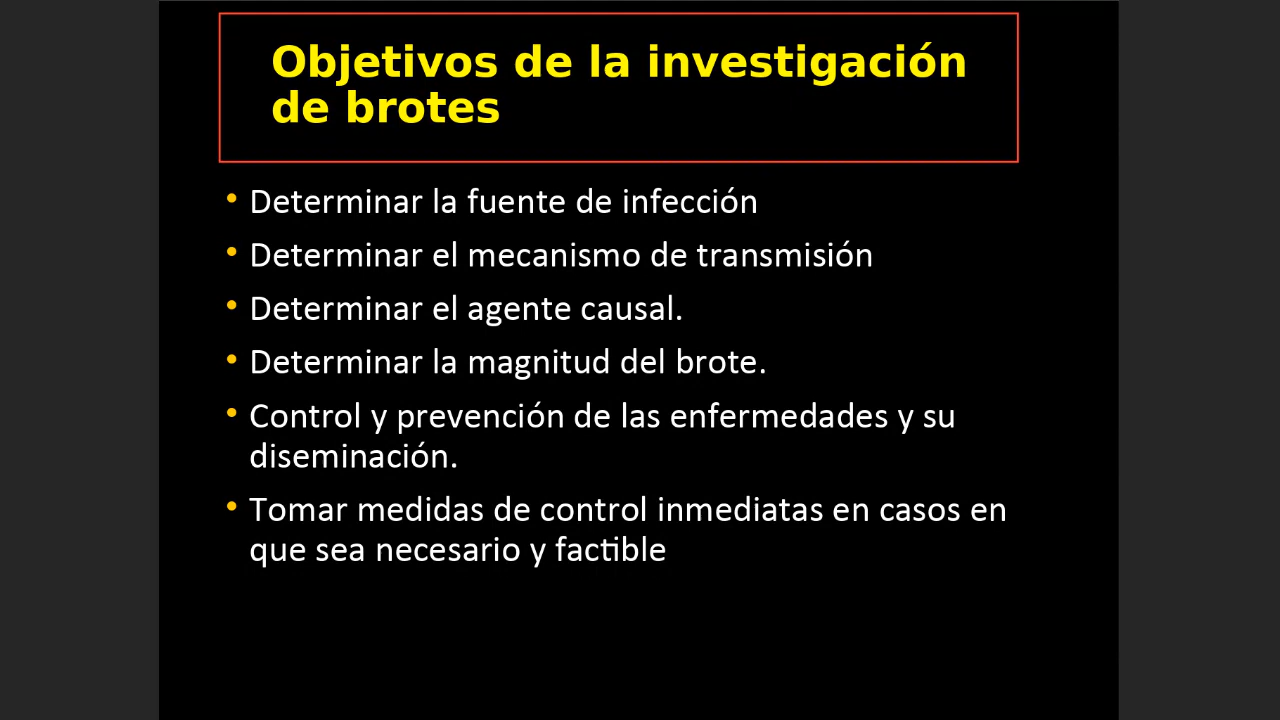 Objetivos de la investigación
de brotes
• Determinar la fuente de infección
• Determinar el mecanismo de transmisión
• Determinar el agente causal.
• Determinar la magnitud del brote.
• Control y prevención de las enfermedades y su
diseminación.
• Tomar medidas de control inmediatas en casos en
que sea necesario y factible